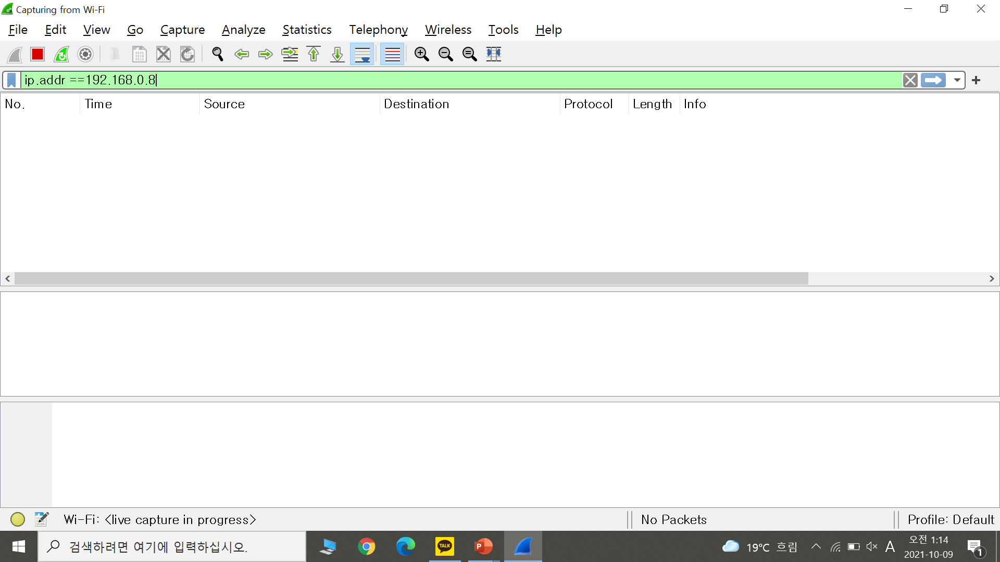 Capturing from Wi-Fi
File Edit View Go Capture Analyze Statistics Telephony Wireless Tools Help
ip.addr ==192.168.0.8
No. Time Source Destination Protocol Length Info
Wi-Fi: <live capture in progress> No Packets Profile: Default
검색하려면 여기에 입력하십시오. TALK P 19°C 흐림 A 오전 1:14
2021-10-09 1